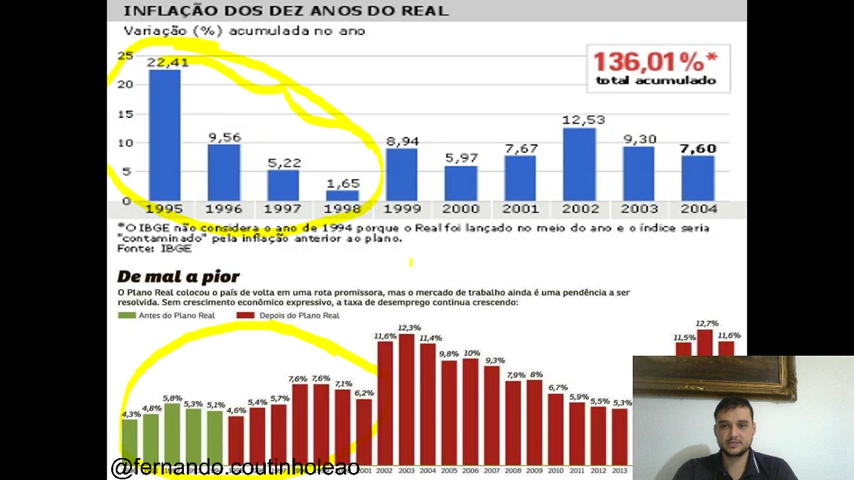 INFLAÇÃO DOS DEZ ANOS DO REAL
Variação (%) acumulada no ano
136,01%*
total acumulado
25
20
15
10
5
0
22,41
9,56
5,22
1,65
8,94
5,97
7,67
12,53
9,30
7,60
1995 1996 1997 1998 1999 2000 2001 2002 2003 2004
*O IBGE não considera o ano de 1994 porque o Real foi lançado no meio do ano e o índice seria
"contaminado" pela inflação anterior ao plano.
Fonte: IBGE
De mal a pior
O Plano Real colocou o país de volta em uma rota promissora, mas o mercado de trabalho ainda é uma pendência a ser
resolvida. Sem crescimento econômico expressivo, a taxa de desemprego continua crescendo:
Antes do Plano Real Depois do Plano Real
4,3% 4,8% 5,8% 5,3% 5,1% 4,6% 5,4% 5,7% 7,6% 7,6% 7,1% 6,2% 11,6% 12,3% 11,4% 9,8% 10% 9,3% 7,9% 8% 6,7% 5,9% 5,5% 5,3% 11,5% 12,7% 11,6%
2002 2003 2004 2005 2006 2007 2008 2009 2010 2011 2012 2013
@fernando.coutinholeao